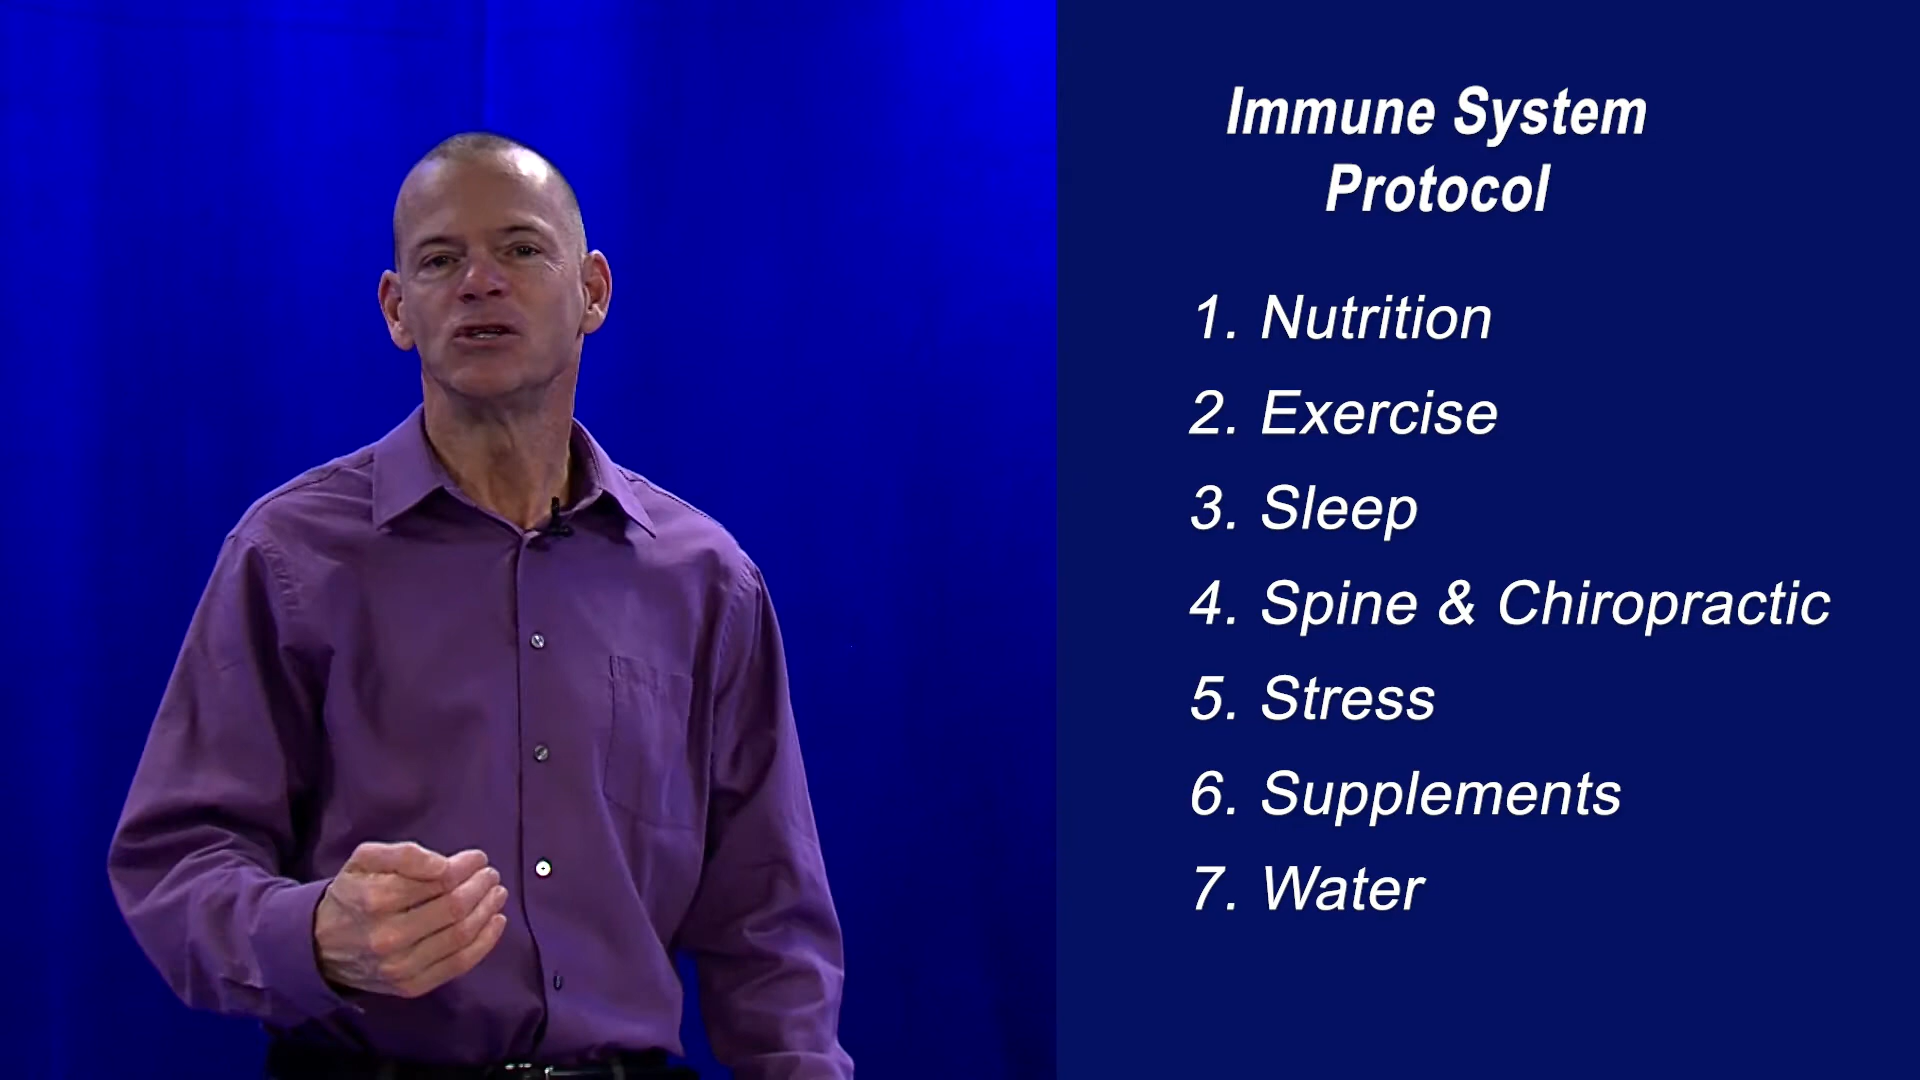 Immune System
Protocol
1. Nutrition
2. Exercise
3. Sleep
4. Spine & Chiropractic
5. Stress
6. Supplements
7. Water